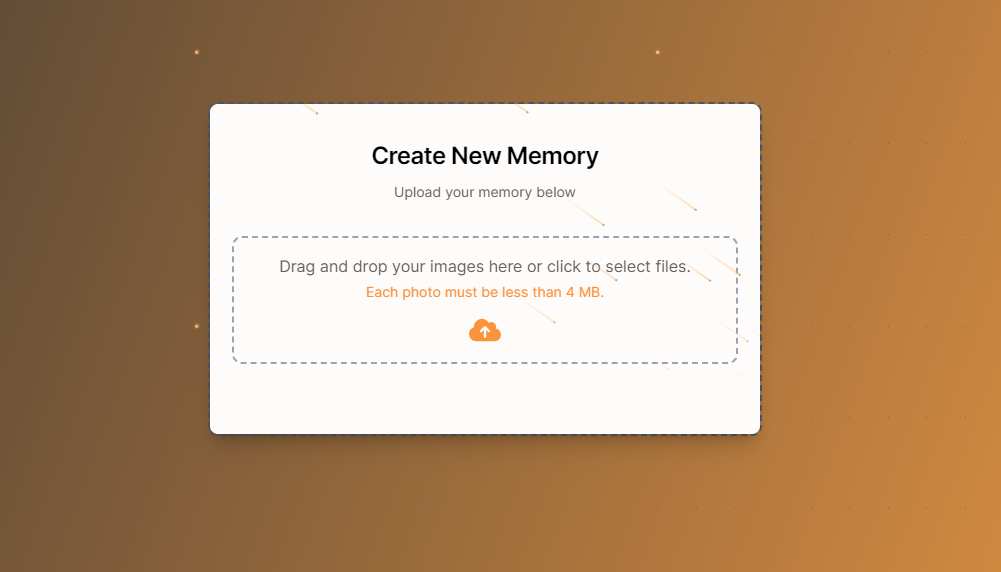 Create New Memory
Upload your memory below
Drag and drop your images here or click to select files.
Each photo must be less than 4 MB.